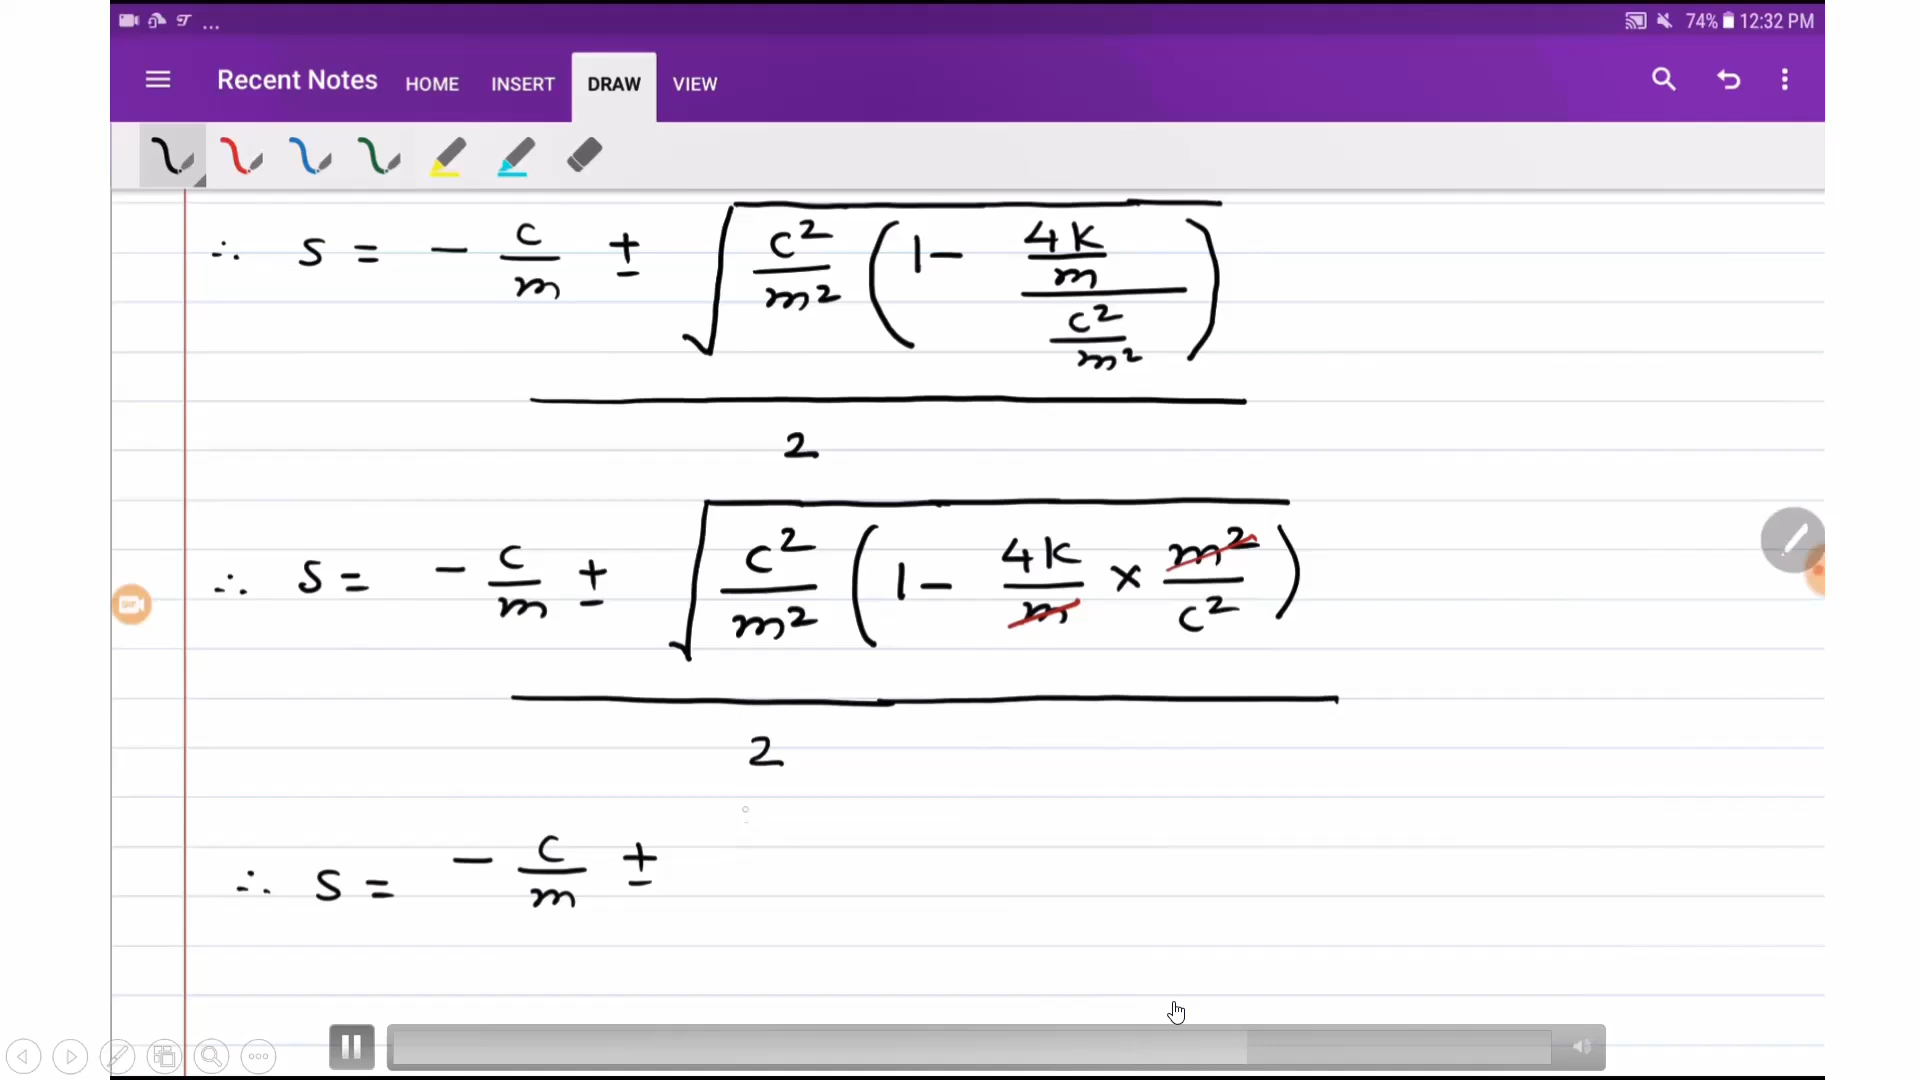 ...
74% 12:32 PM
Recent Notes HOME INSERT DRAW VIEW
∴ s = - c/m ± √(c²/m² (1 - (4k/m)/(c²/m²)))
2
∴ s = - c/m ± √(c²/m² (1 - 4k/m × m²/c²))
2
∴ s = - c/m ±